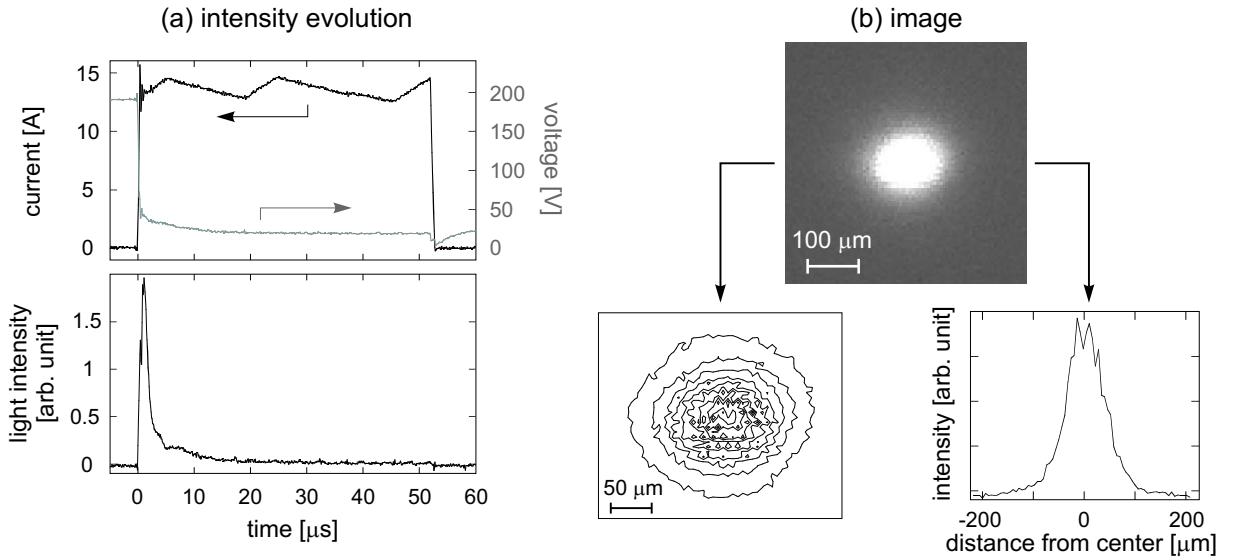 (a) intensity evolution
15
10
5
0
current [A]
200
150
100
50
0
voltage [V]
1.5
1
0.5
0
light intensity
[arb. unit]
0 10 20 30 40 50 60
time [μs]
(b) image
100 μm
50 μm
intensity [arb. unit]
-200 0 200
distance from center [μm]